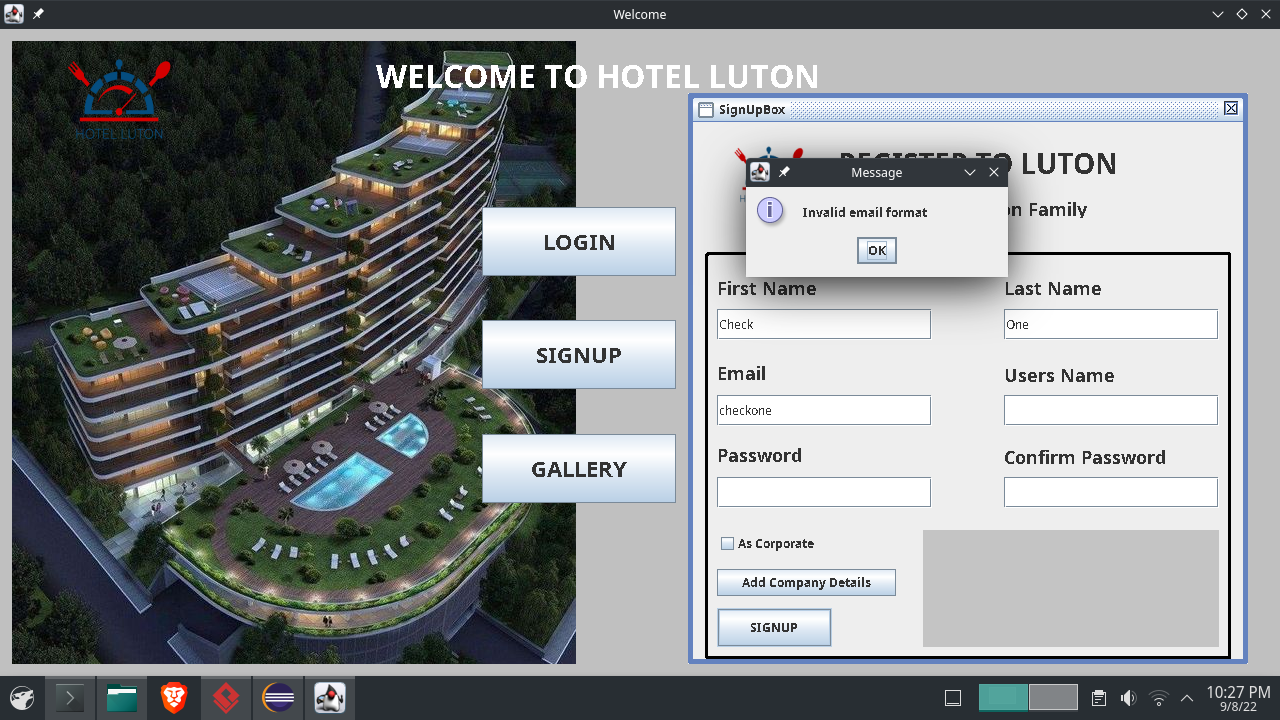 Welcome
WELCOME TO HOTEL LUTON
HOTEL LUTON
LOGIN
SIGNUP
GALLERY
SignUpBox
TO LUTON
on Family
Message
Invalid email format
OK
First Name
Last Name
Check
One
Email
Users Name
checkone
Password
Confirm Password
As Corporate
Add Company Details
SIGNUP
10:27 PM
9/8/22